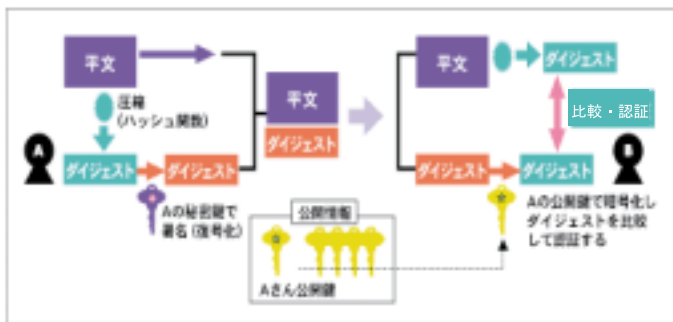 平文
圧縮
(ハッシュ関数)
A
ダイジェスト
ダイジェスト
Aの秘密鍵で
署名(復号化)
平文
ダイジェスト
公開情報
Aさん公開鍵
平文
ダイジェスト
比較・認証
ダイジェスト
ダイジェスト
B
Aの公開鍵で暗号化し
ダイジェストを比較
して認証する